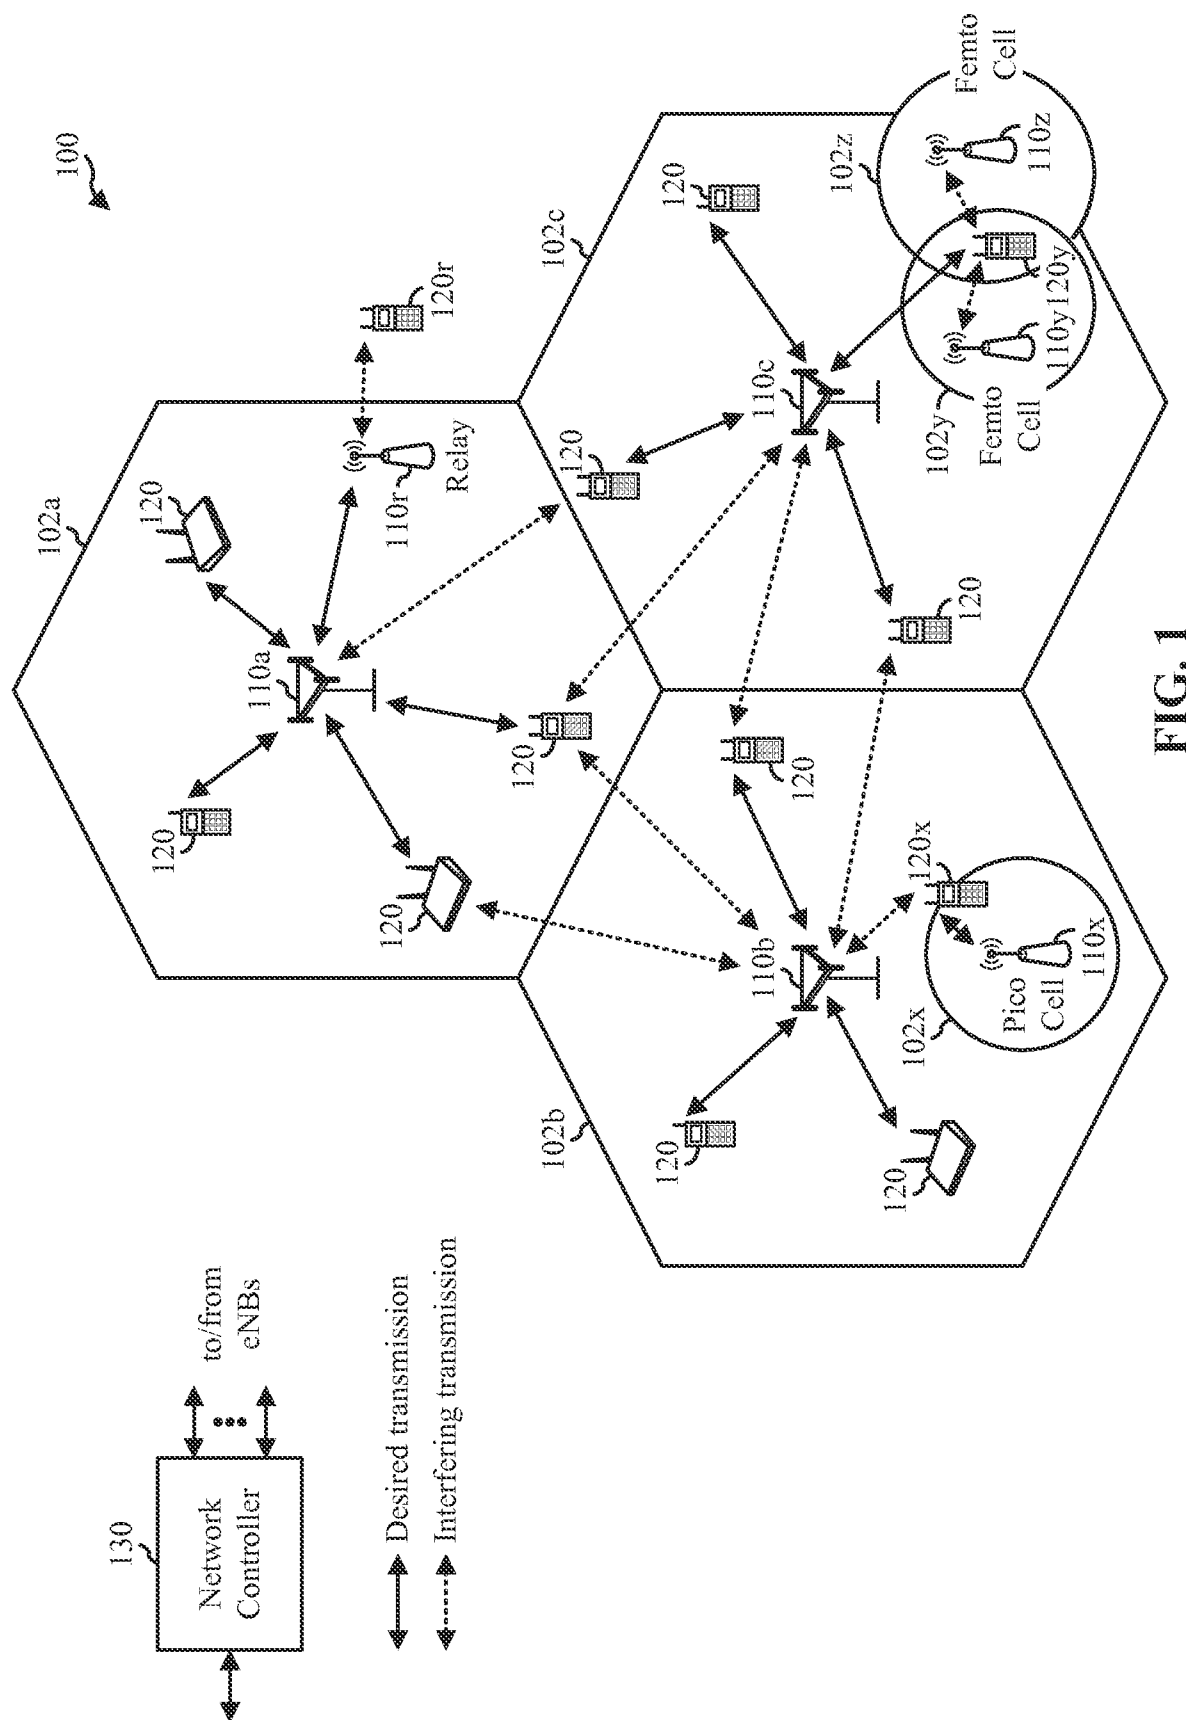 100
130
Network
Controller
to/from
eNBs
Desired transmission
Interfering transmission
102a
120
120
110a
120
120
110r
Relay
120r
102b
120
110b
120
120
120
102x
Pico
Cell
110x
120x
102c
120
120
110c
120
102y
Femto
Cell
110y
120y
102z
110z
Femto
Cell
FIG. 1